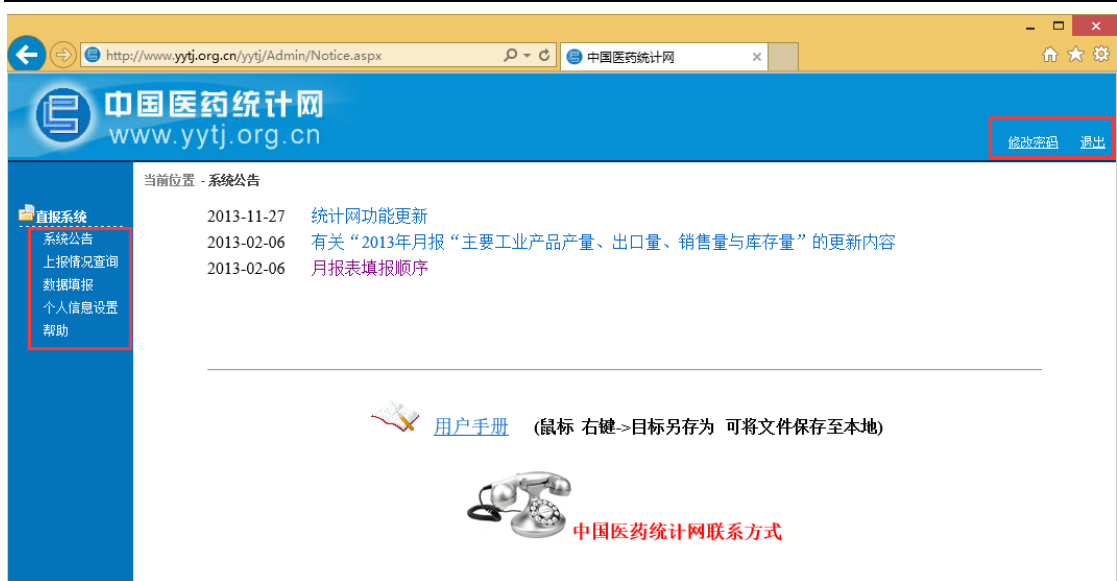 http://www.yytj.org.cn/yytj/Admin/Notice.aspx
中国医药统计网
中国医药统计网
www.yytj.org.cn
修改密码 退出
当前位置 - 系统公告
直报系统
系统公告
上报情况查询
数据填报
个人信息设置
帮助
2013-11-27 统计网功能更新
2013-02-06 有关“2013年月报“主要工业产品产量、出口量、销售量与库存量”的更新内容
2013-02-06 月报表填报顺序
用户手册 (鼠标 右键->目标另存为 可将文件保存至本地)
中国医药统计网联系方式